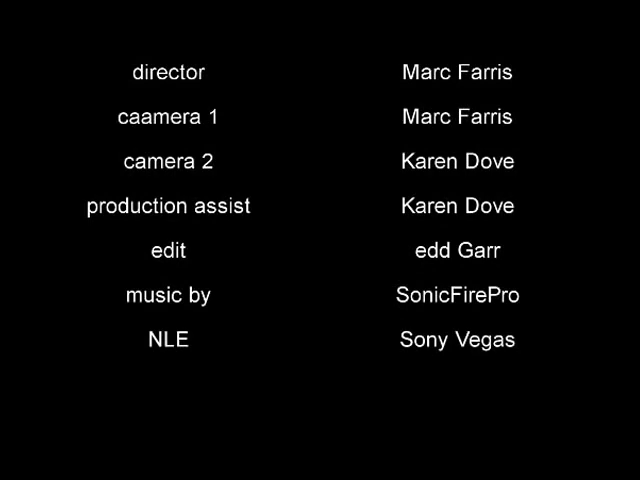 director Marc Farris
caamera 1 Marc Farris
camera 2 Karen Dove
production assist Karen Dove
edit edd Garr
music by SonicFirePro
NLE Sony Vegas